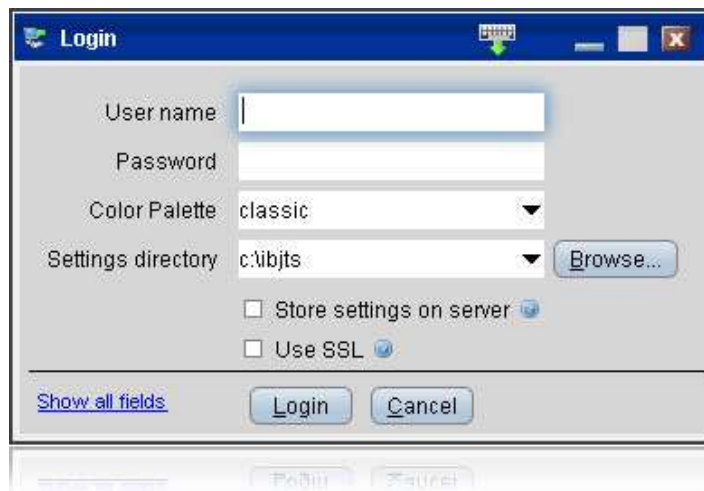 Login
User name
Password
Color Palette classic
Settings directory c:\ibjts Browse...
Store settings on server
Use SSL
Show all fields Login Cancel